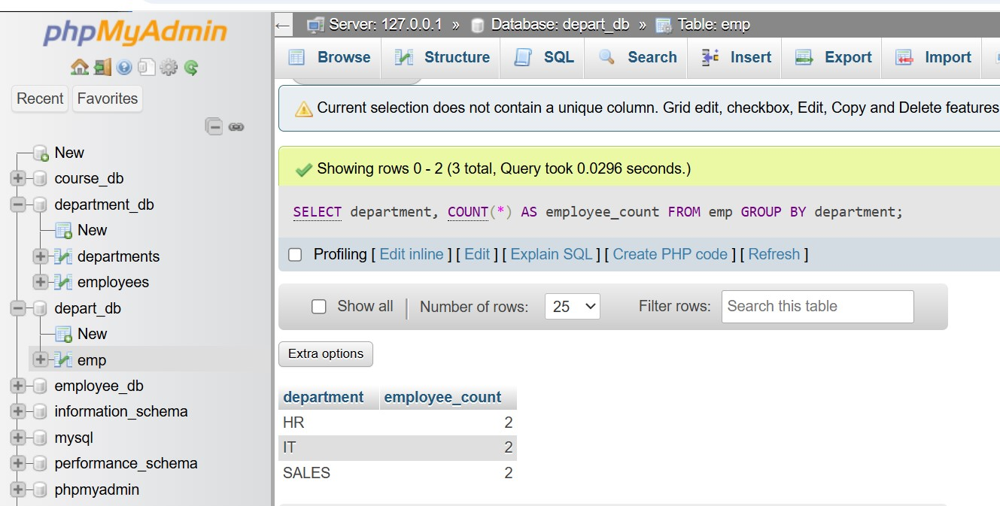 phpMyAdmin
Recent Favorites
New
course_db
department_db
New
departments
employees
depart_db
New
emp
employee_db
information_schema
mysql
performance_schema
phpmyadmin
← Server: 127.0.0.1 » Database: depart_db » Table: emp
Browse Structure SQL Search Insert Export Import
Current selection does not contain a unique column. Grid edit, checkbox, Edit, Copy and Delete features
Showing rows 0 - 2 (3 total, Query took 0.0296 seconds.)
SELECT department, COUNT(*) AS employee_count FROM emp GROUP BY department;
Profiling [ Edit inline ] [ Edit ] [ Explain SQL ] [ Create PHP code ] [ Refresh ]
Show all | Number of rows: 25 Filter rows: Search this table
Extra options
department employee_count
HR 2
IT 2
SALES 2